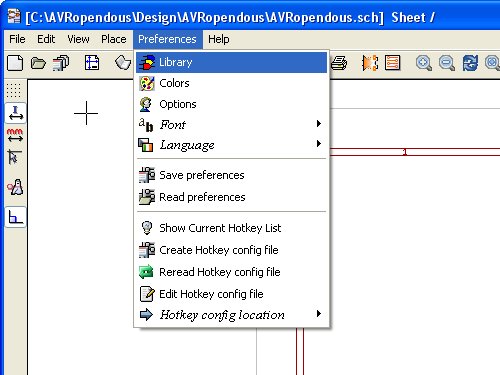 [C:\AVRopendous\Design\AVRopendous\AVRopendous.sch] Sheet /
File Edit View Place Preferences Help
Library
Colors
Options
Font
Language
Save preferences
Read preferences
Show Current Hotkey List
Create Hotkey config file
Reread Hotkey config file
Edit Hotkey config file
Hotkey config location
1
I
mm